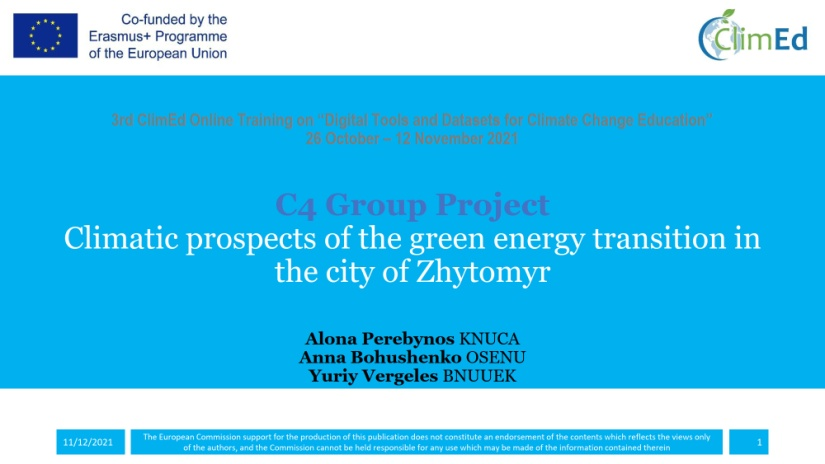 Co-funded by the
Erasmus+ Programme
of the European Union
ClimEd
3rd ClimEd Online Training on "Digital Tools and Datasets for Climate Change Education"
26 October – 12 November 2021
C4 Group Project
Climatic prospects of the green energy transition in
the city of Zhytomyr
Alona Perebynos KNUCA
Anna Bohushenko OSENU
Yuriy Vergeles BNUUEK
11/12/2021
The European Commission support for the production of this publication does not constitute an endorsement of the contents which reflects the views only
of the authors, and the Commission cannot be held responsible for any use which may be made of the information contained therein
1